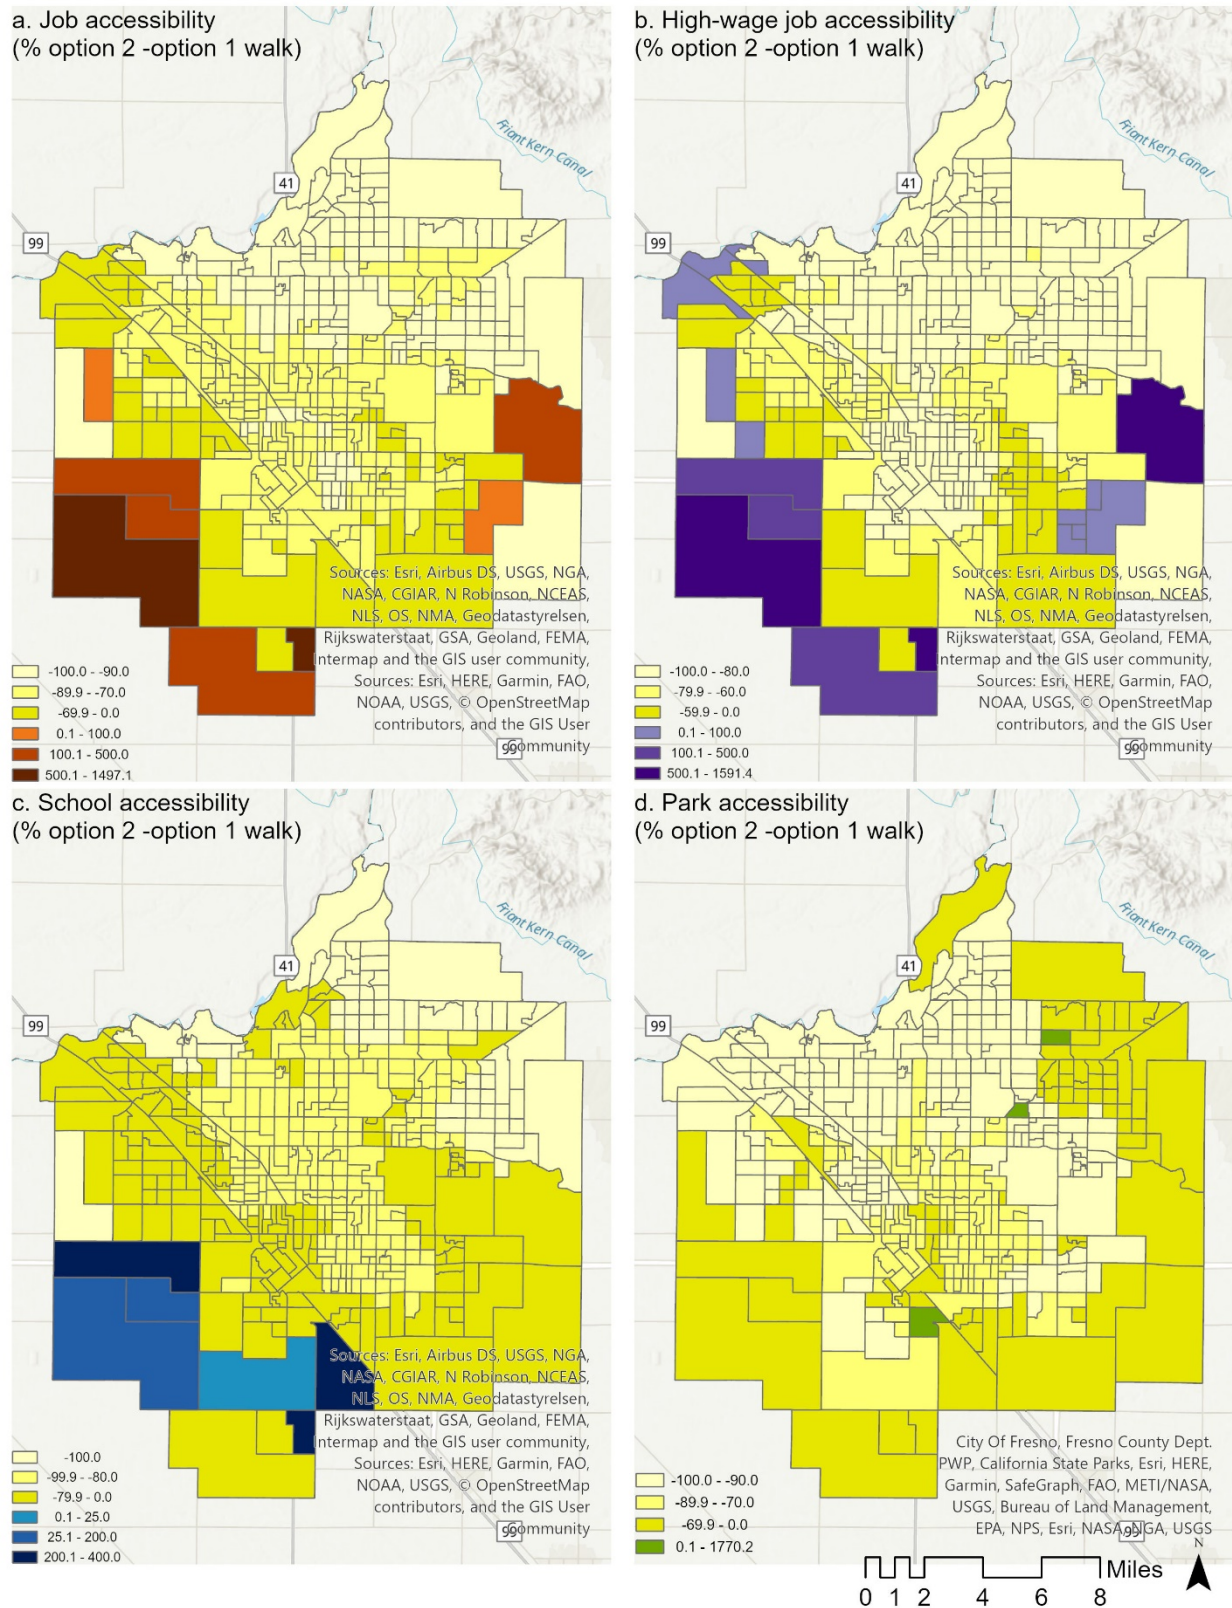 a. Job accessibility
(% option 2 -option 1 walk)
Friant Kern Canal
41
99
Sources: Esri, Airbus DS, USGS, NGA,
NASA, CGIAR, N Robinson, NCEAS,
NLS, OS, NMA, Geodatastyrelsen,
Rijkswaterstaat, GSA, Geoland, FEMA,
Intermap and the GIS user community,
Sources: Esri, HERE, Garmin, FAO,
NOAA, USGS, © OpenStreetMap
contributors, and the GIS User
Community
99
-100.0 - -90.0
-89.9 - -70.0
-69.9 - 0.0
0.1 - 100.0
100.1 - 500.0
500.1 - 1497.1
b. High-wage job accessibility
(% option 2 -option 1 walk)
Friant Kern Canal
41
99
Sources: Esri, Airbus DS, USGS, NGA,
NASA, CGIAR, N Robinson, NCEAS,
NLS, OS, NMA, Geodatastyrelsen,
Rijkswaterstaat, GSA, Geoland, FEMA,
Intermap and the GIS user community,
Sources: Esri, HERE, Garmin, FAO,
NOAA, USGS, © OpenStreetMap
contributors, and the GIS User
Community
99
-100.0 - -80.0
-79.9 - -60.0
-59.9 - 0.0
0.1 - 100.0
100.1 - 500.0
500.1 - 1591.4
c. School accessibility
(% option 2 -option 1 walk)
Friant Kern Canal
41
99
Sources: Esri, Airbus DS, USGS, NGA,
NASA, CGIAR, N Robinson, NCEAS,
NLS, OS, NMA, Geodatastyrelsen,
Rijkswaterstaat, GSA, Geoland, FEMA,
Intermap and the GIS user community,
Sources: Esri, HERE, Garmin, FAO,
NOAA, USGS, © OpenStreetMap
contributors, and the GIS User
Community
99
-100.0
-99.9 - -80.0
-79.9 - 0.0
0.1 - 25.0
25.1 - 200.0
200.1 - 400.0
d. Park accessibility
(% option 2 -option 1 walk)
Friant Kern Canal
41
99
City Of Fresno, Fresno County Dept.
PWP, California State Parks, Esri, HERE,
Garmin, SafeGraph, FAO, METI/NASA,
USGS, Bureau of Land Management,
EPA, NPS, Esri, NASA, NGA, USGS
99
-100.0 - -90.0
-89.9 - -70.0
-69.9 - 0.0
0.1 - 1770.2
N
Miles
0 1 2 4 6 8